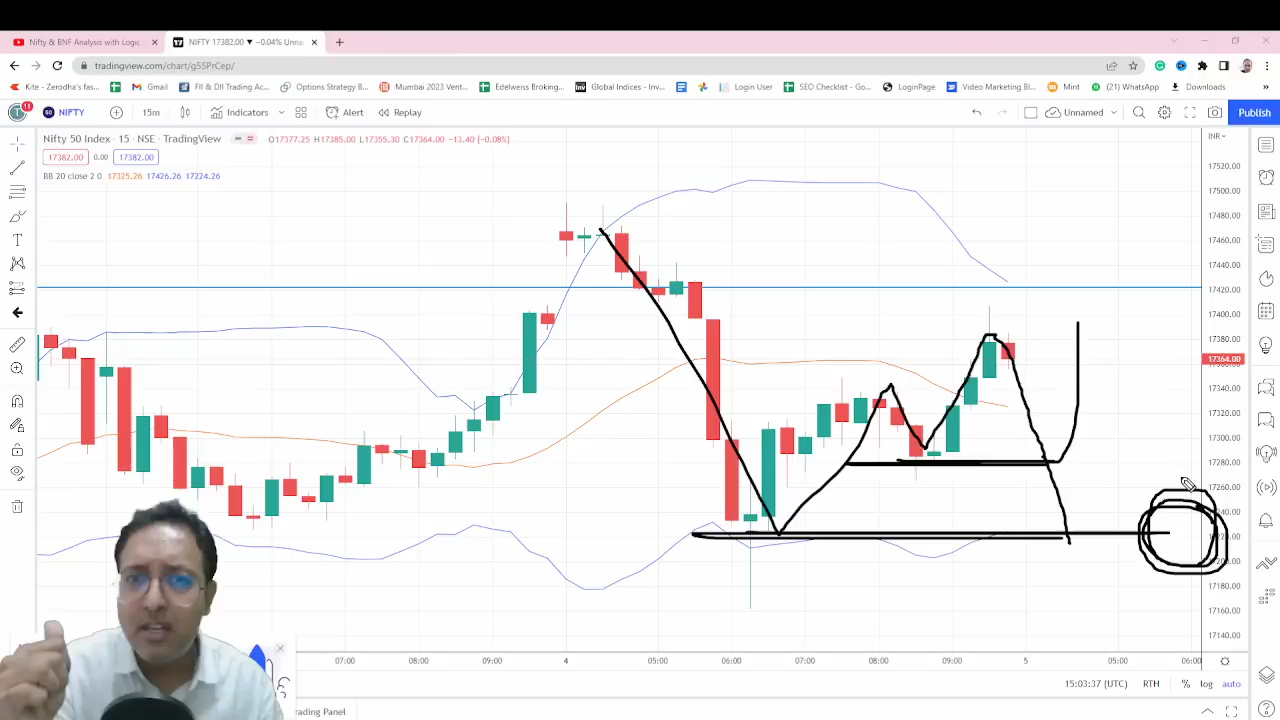 Nifty & BNF Analysis with Logic
NIFTY 17382.00 ▼ −0.04% Unna
tradingview.com/chart/g55PrCep/
Kite - Zerodha's fas... Gmail FII & DII Trading Ac... Options Strategy B... Mumbai 2023 Vent... Edelweiss Broking... Global Indices - Inv... Login User SEO Checklist - Go... LoginPage Video Marketing Bl... Mint (21) WhatsApp Downloads »
11 NIFTY 15m Indicators Alert Replay Unnamed Publish
Nifty 50 Index · 15 · NSE · TradingView O17377.25 H17385.00 L17355.30 C17364.00 −13.40 (−0.08%)
INR
17382.00 0.00 17382.00
BB 20 close 2 0 17325.26 17426.26 17224.26
17520.00
17500.00
17480.00
17460.00
17440.00
17420.00
17400.00
17380.00
17364.00
17340.00
17320.00
17300.00
17280.00
17260.00
17180.00
17160.00
17140.00
07:00 08:00 09:00 4 05:00 06:00 07:00 08:00 09:00 5 05:00 06:00
15:03:37 (UTC) RTH % log auto
rading Panel